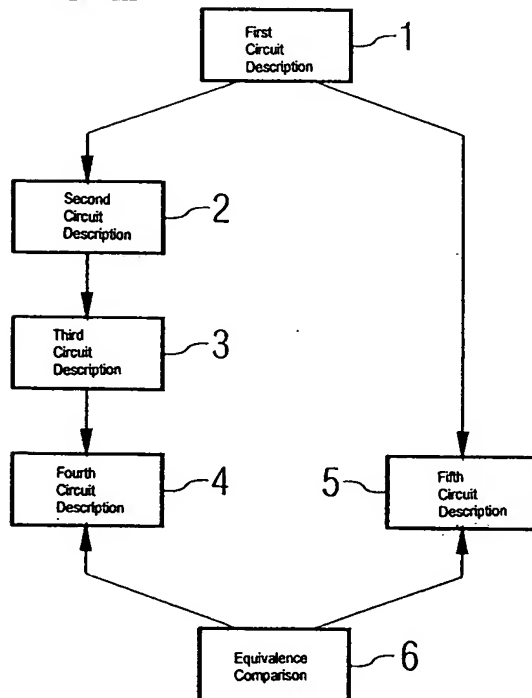 First
Circuit
Description
1
Second
Circuit
Description
2
Third
Circuit
Description
3
Fourth
Circuit
Description
4
5
Fifth
Circuit
Description
Equivalence
Comparison
6